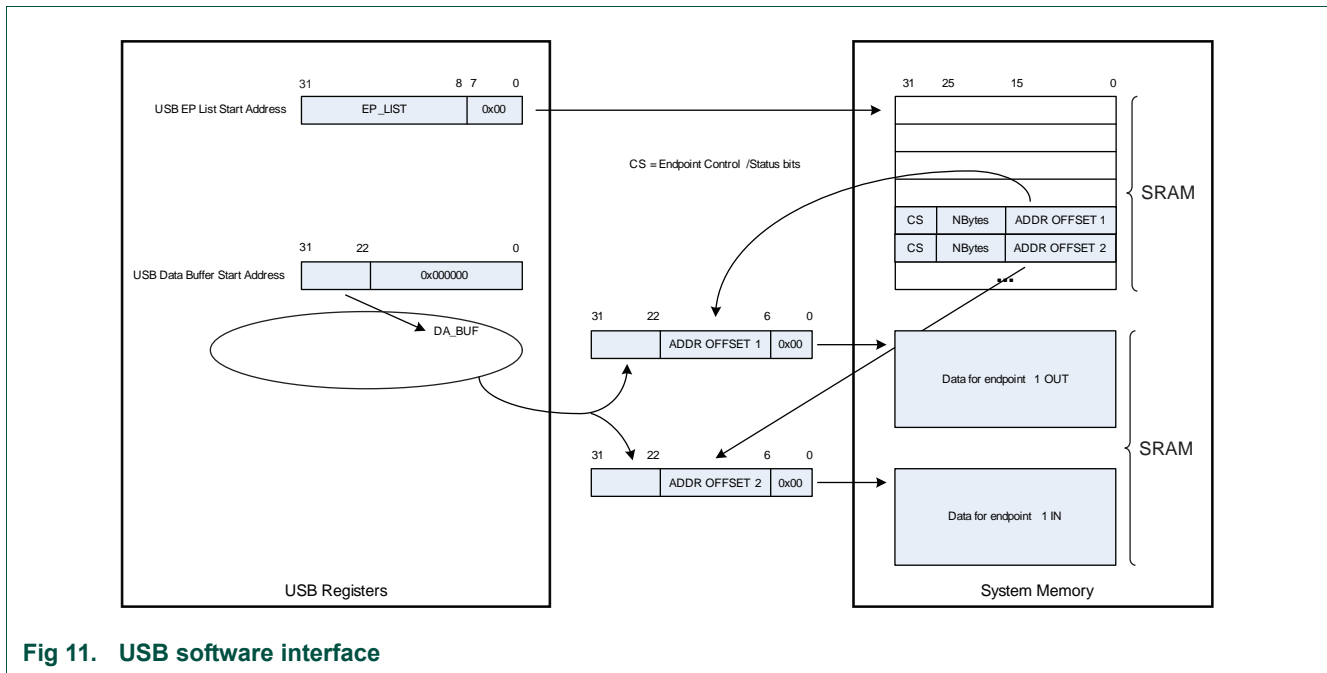 31 8 7 0
USB EP List Start Address EP_LIST 0x00
31 25 15 0
CS = Endpoint Control /Status bits
SRAM
CS NBytes ADDR OFFSET 1
CS NBytes ADDR OFFSET 2
...
31 22 0
USB Data Buffer Start Address 0x000000
DA_BUF
31 22 6 0
ADDR OFFSET 1 0x00
Data for endpoint 1 OUT
SRAM
31 22 6 0
ADDR OFFSET 2 0x00
Data for endpoint 1 IN
USB Registers
System Memory
Fig 11. USB software interface